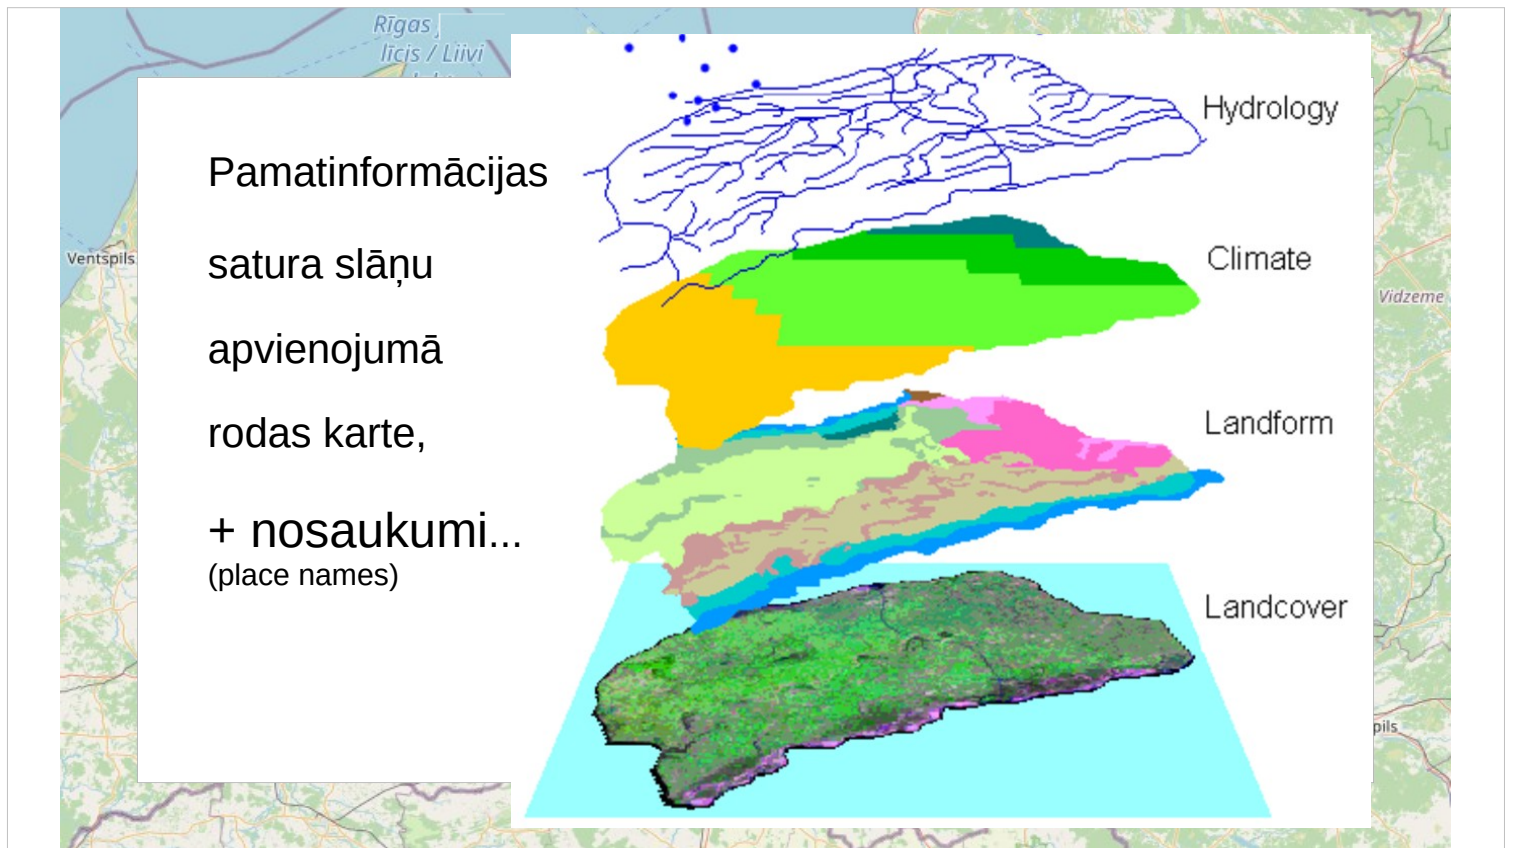 Rīgas
līcis / Liivi
Pamatinformācijas
satura slāņu
apvienojumā
rodas karte,
+ nosaukumi...
(place names)
Hydrology
Climate
Landform
Landcover
Ventspils
Vidzeme
pils